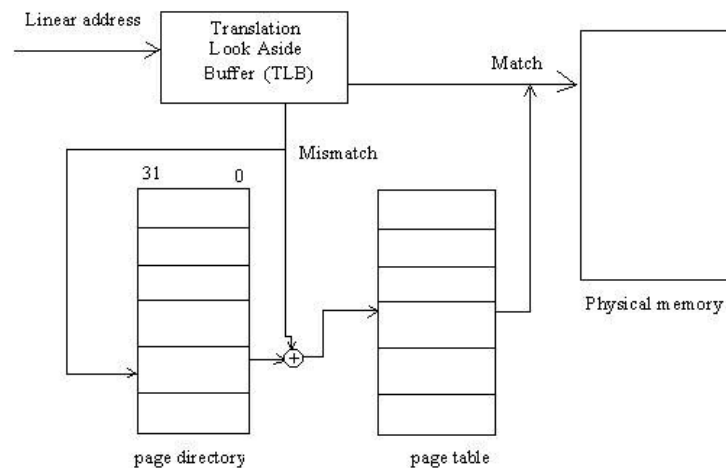 Linear address
Translation
Look Aside
Buffer (TLB)
Match
Mismatch
31
0
Physical memory
page directory
page table